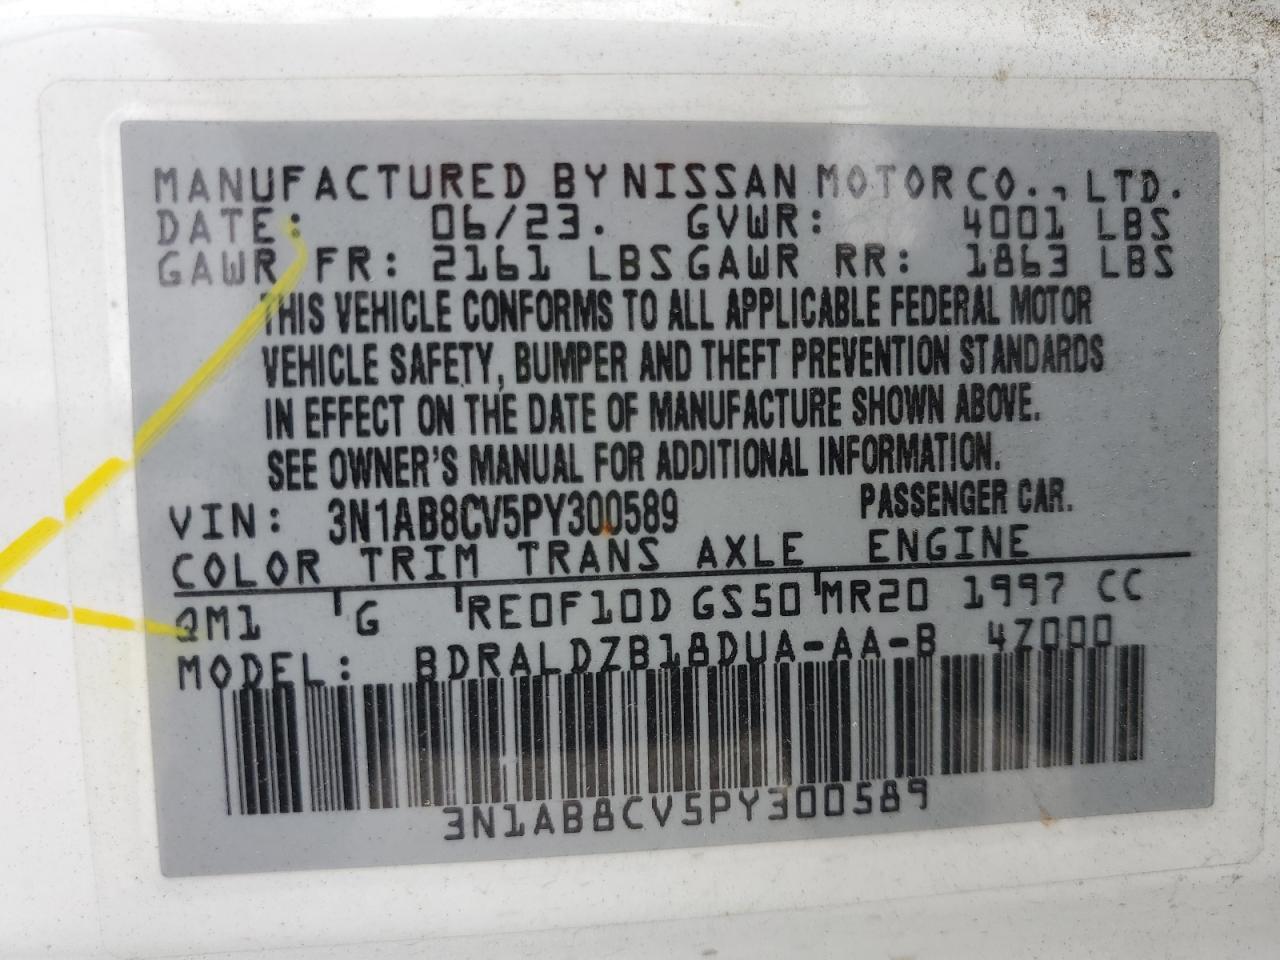 MANUFACTURED BY NISSAN MOTOR CO., LTD.
DATE: 06/23. GVWR: 4001 LBS
GAWR FR: 2161 LBS GAWR RR: 1863 LBS
THIS VEHICLE CONFORMS TO ALL APPLICABLE FEDERAL MOTOR
VEHICLE SAFETY, BUMPER AND THEFT PREVENTION STANDARDS
IN EFFECT ON THE DATE OF MANUFACTURE SHOWN ABOVE.
SEE OWNER'S MANUAL FOR ADDITIONAL INFORMATION.
VIN: 3N1AB8CV5PY300589 PASSENGER CAR.
COLOR TRIM TRANS AXLE ENGINE
QM1 G RE0F10D GS50 MR20 1997 CC
MODEL: BDRALDZB18DUA-AA-B 4Z000
3N1AB8CV5PY300589